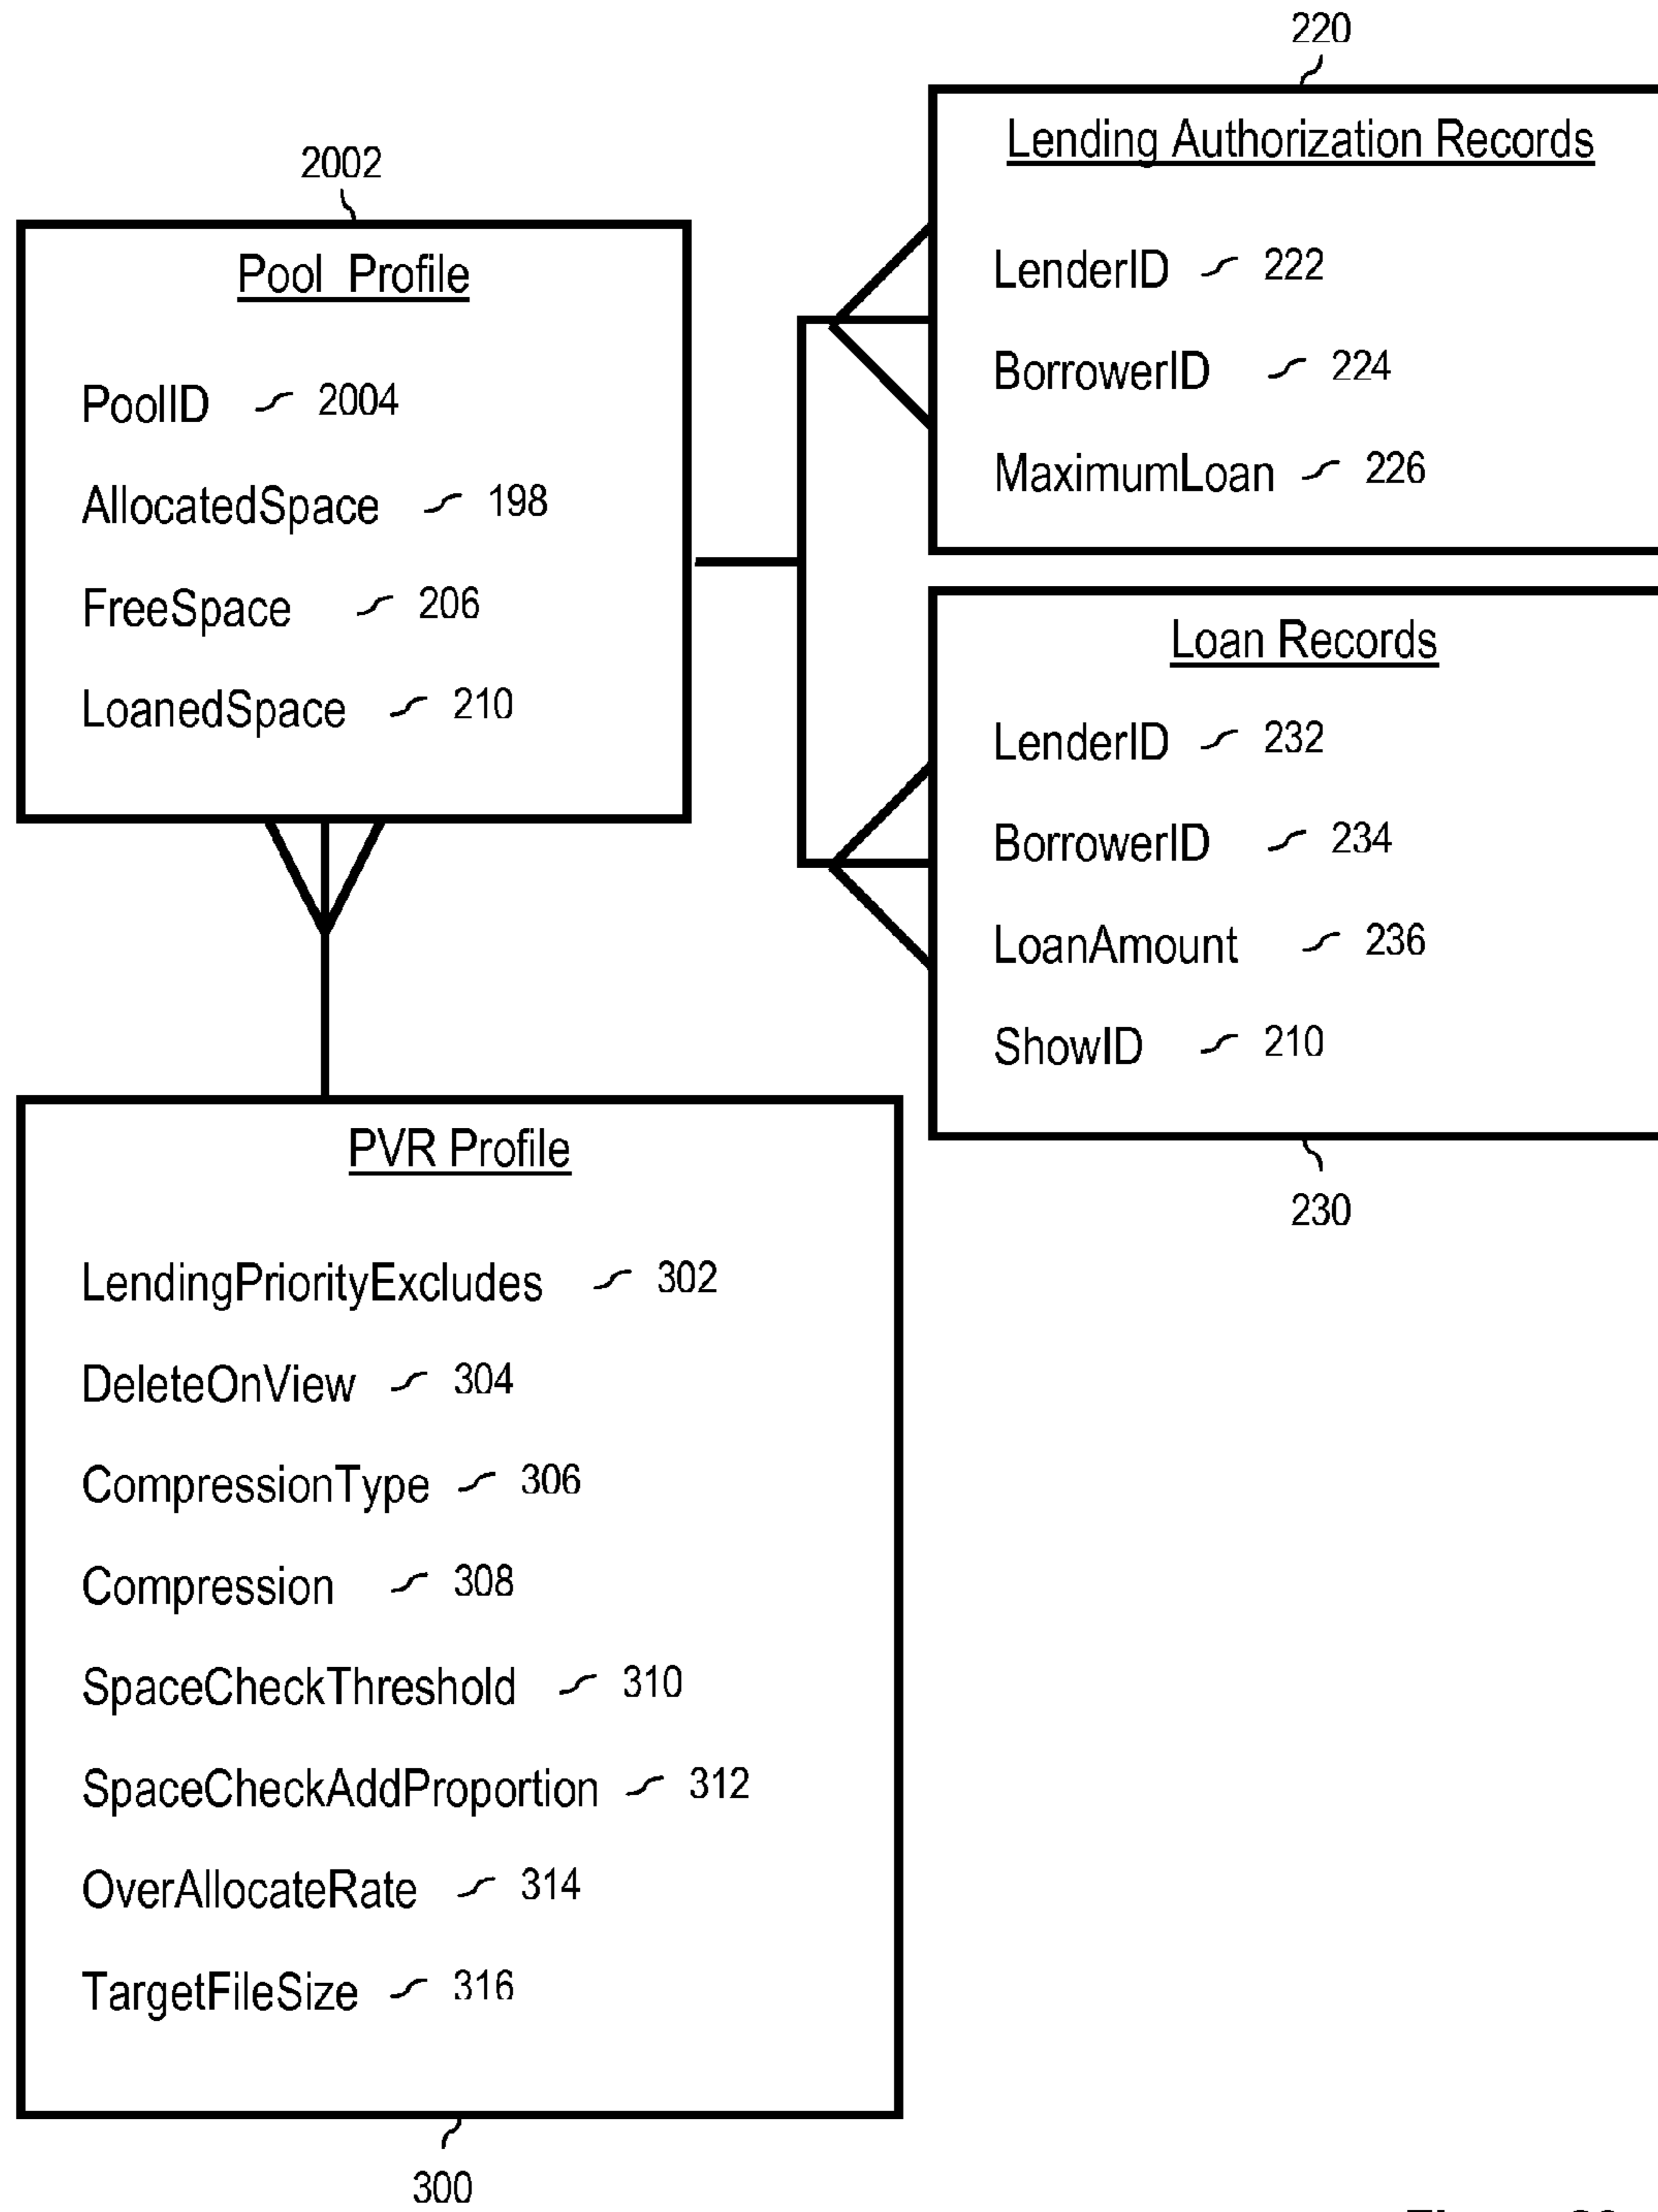 2002
Pool Profile
PoolID 2004
AllocatedSpace 198
FreeSpace 206
LoanedSpace 210
220
Lending Authorization Records
LenderID 222
BorrowerID 224
MaximumLoan 226
Loan Records
LenderID 232
BorrowerID 234
LoanAmount 236
ShowID 210
230
PVR Profile
LendingPriorityExcludes 302
DeleteOnView 304
CompressionType 306
Compression 308
SpaceCheckThreshold 310
SpaceCheckAddProportion 312
OverAllocateRate 314
TargetFileSize 316
300